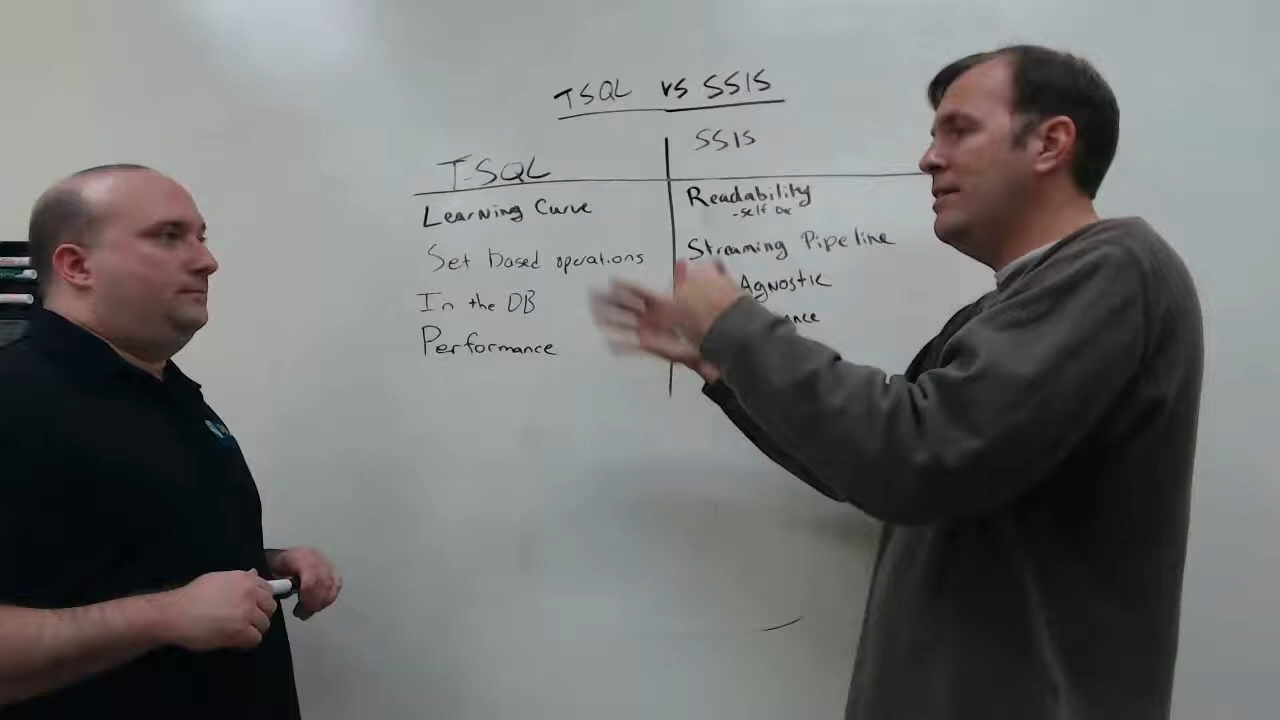 TSQL vs SSIS
T-SQL
Learning Curve
Set based operations
In the DB
Performance
SSIS
Readability
-self Dx
Streaming Pipeline
Agnostic